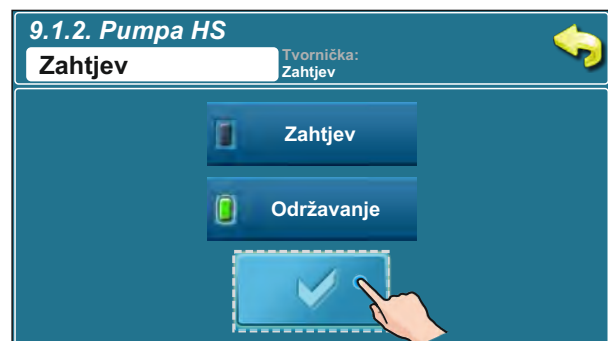 9.1.2. Pumpa HS
Zahtjev
Tvornička:
Zahtjev
Zahtjev
Održavanje